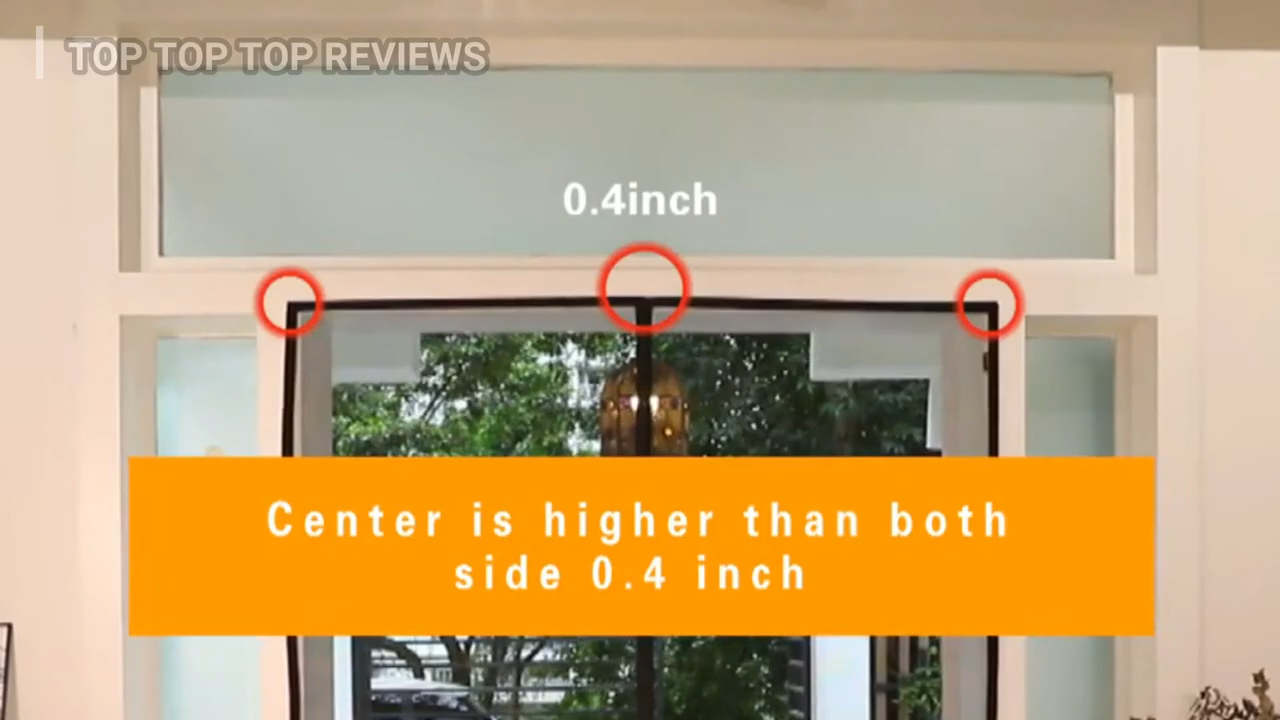 TOP TOP TOP REVIEWS
0.4inch
Center is higher than both
side 0.4 inch